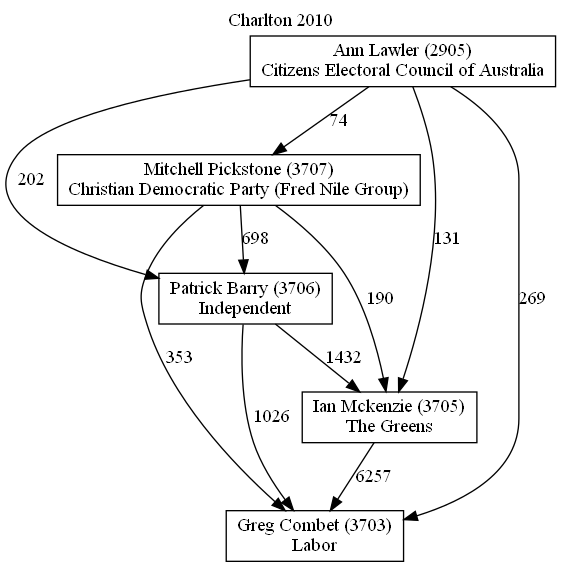 Charlton 2010
Ann Lawler (2905)
Citizens Electoral Council of Australia
74
Mitchell Pickstone (3707)
Christian Democratic Party (Fred Nile Group)
202
698
131
Patrick Barry (3706)
Independent
190
269
353
1432
Ian Mckenzie (3705)
The Greens
1026
6257
Greg Combet (3703)
Labor